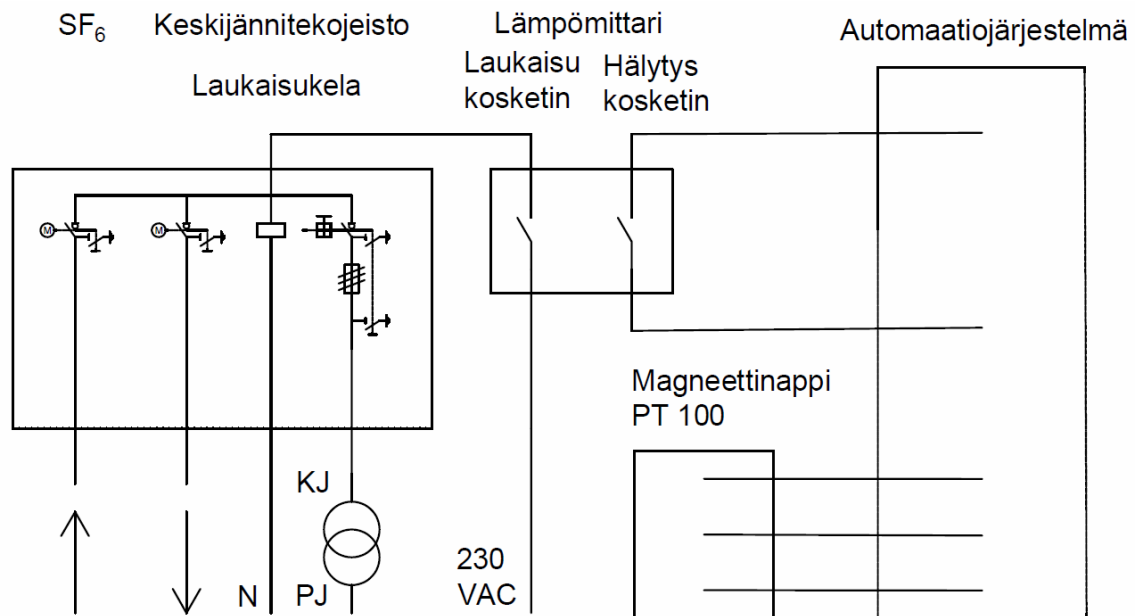 SF₆ Keskijännitekojeisto
Laukaisukela
Lämpömittari
Laukaisu kosketin
Hälytys kosketin
Automaatiojärjestelmä
M
M
Magneettinappi
PT 100
KJ
PJ
N
230
VAC